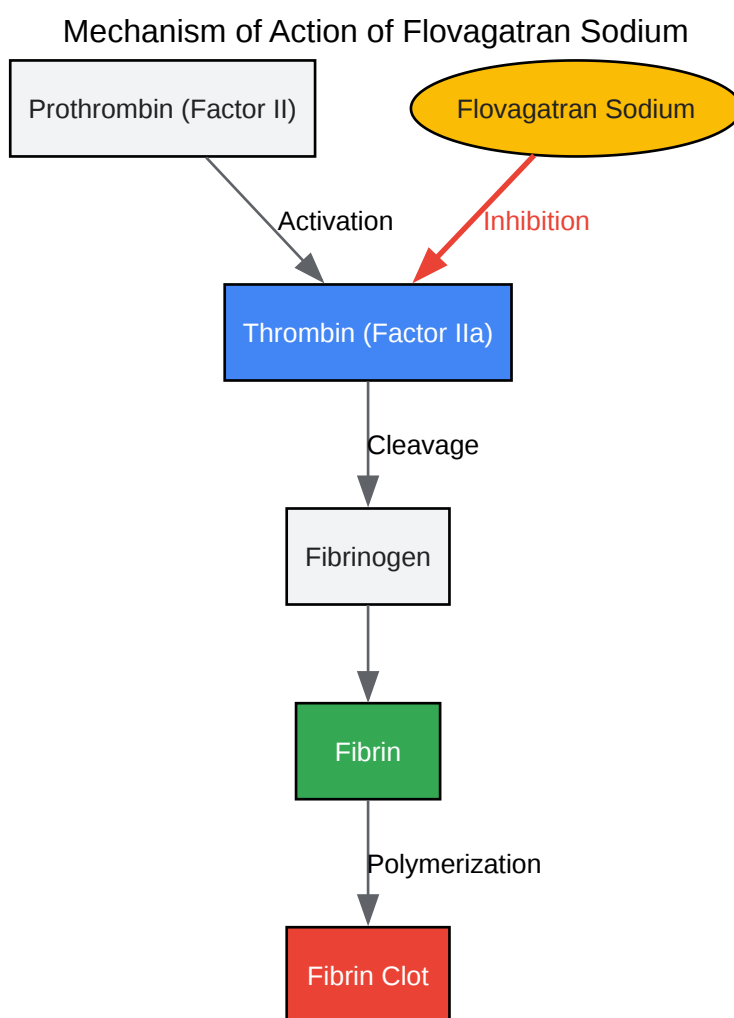 Mechanism of Action of Flovagatran Sodium
Prothrombin (Factor II)
Flovagatran Sodium
Activation
Inhibition
Thrombin (Factor IIa)
Cleavage
Fibrinogen
Fibrin
Polymerization
Fibrin Clot